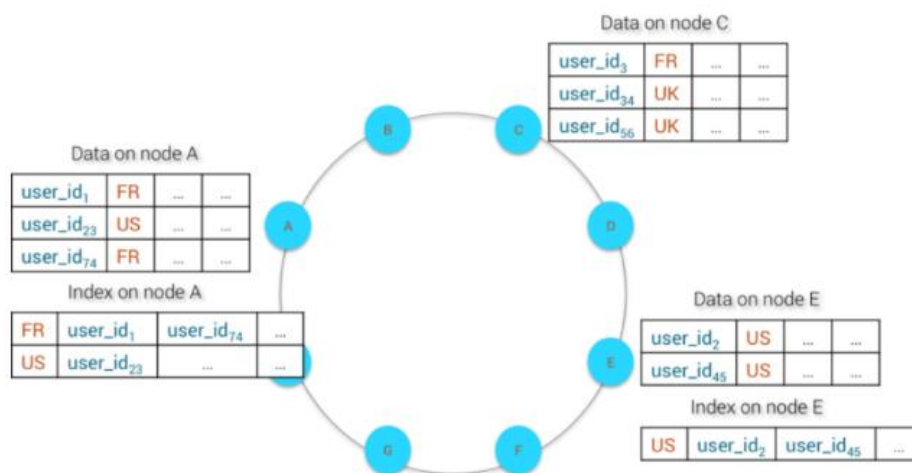 Data on node C
user_id₃ FR ... ...
user_id₃₄ UK ... ...
user_id₅₆ UK ... ...
B
C
Data on node A
user_id₁ FR ... ...
user_id₂₃ US ... ...
user_id₇₄ FR ... ...
A
D
Index on node A
FR user_id₁ user_id₇₄ ...
US user_id₂₃ ...
Data on node E
user_id₂ US ... ...
user_id₄₅ US ... ...
E
Index on node E
US user_id₂ user_id₄₅ ...
G
F